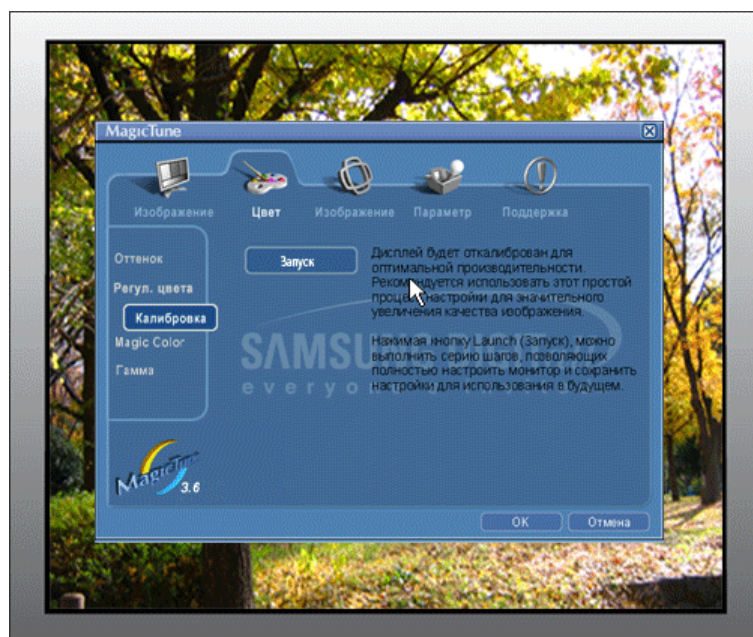 MagicTune
Изображение Цвет Изображение Параметр Поддержка
Оттенок
Регул. цвета
Калибровка
Magic Color
Гамма
Запуск
Дисплей будет откалиброван для
оптимальной производительности.
Рекомендуется использовать этот простой
процесс настройки для значительного
увеличения качества изображения.
Нажимая кнопку Launch (Запуск), можно
выполнить серию шагов, позволяющих
полностью настроить монитор и сохранить
настройки для использования в будущем.
MagicTune 3.6
OK Отмена